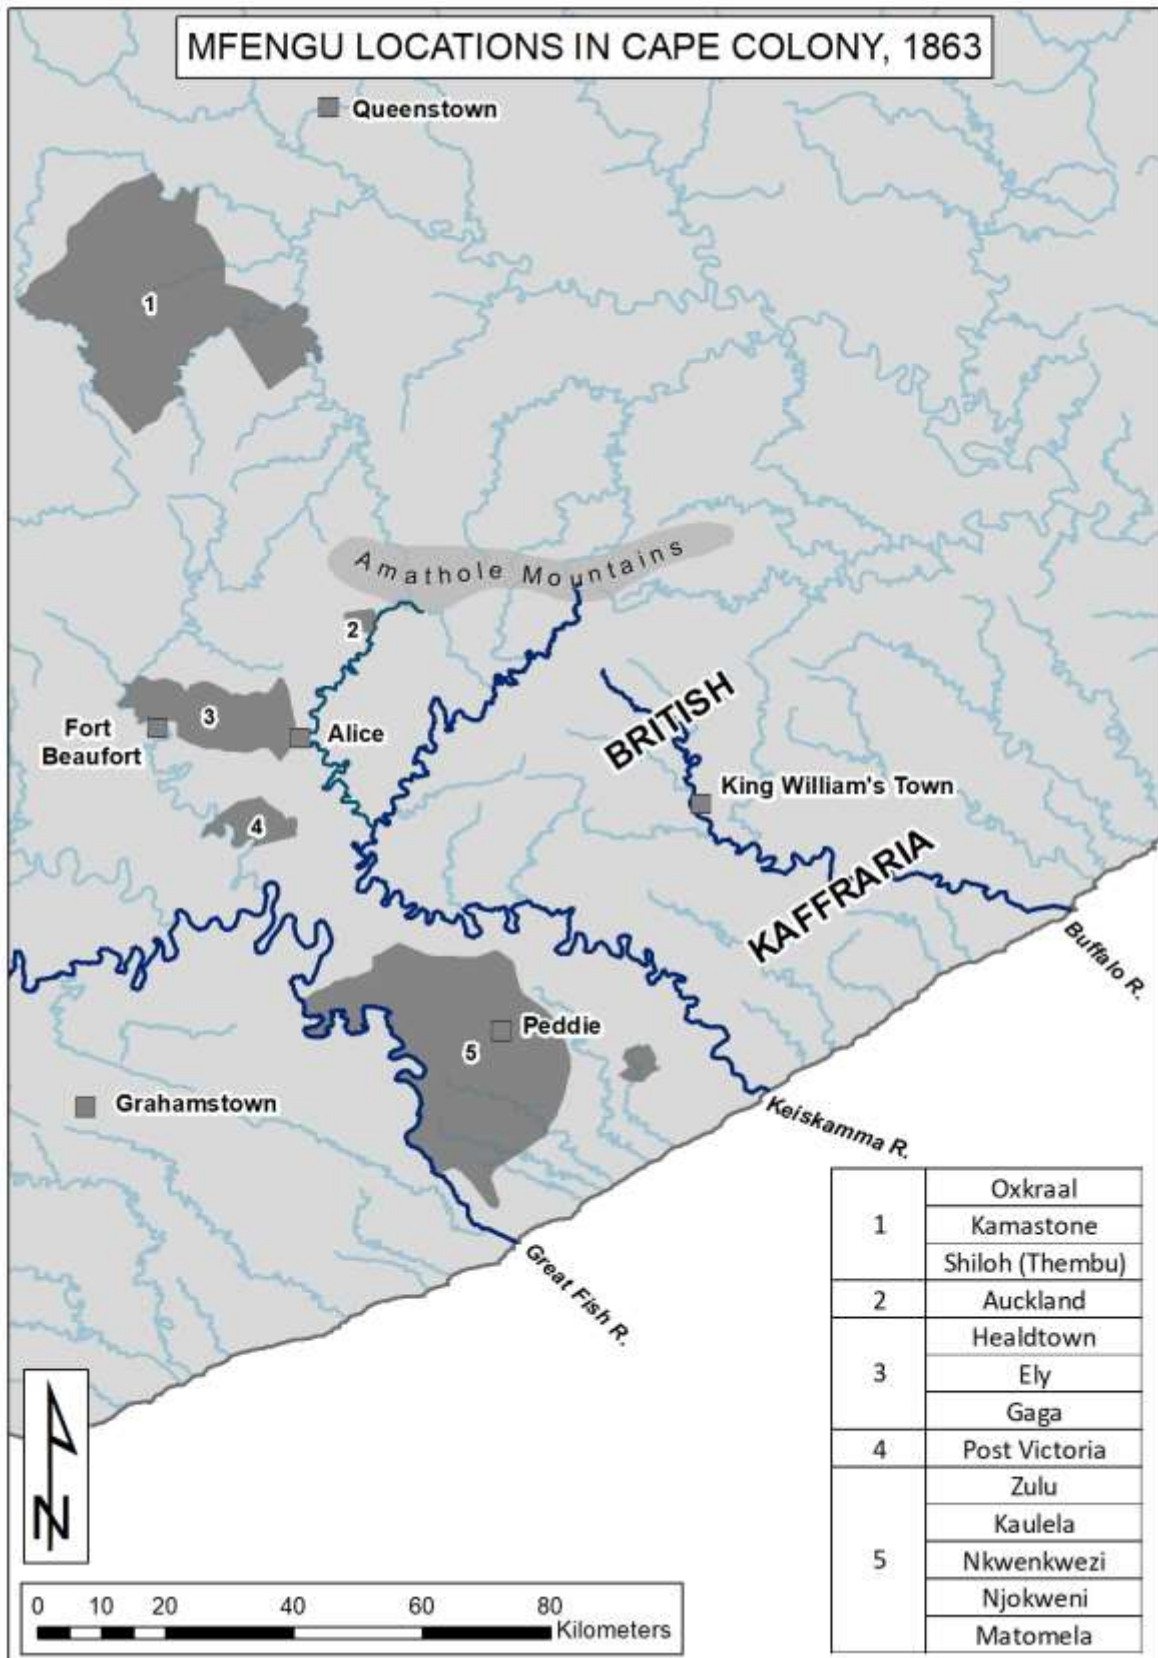 MFENGU LOCATIONS IN CAPE COLONY, 1863
Queenstown
1
Amathole Mountains
2
3
Fort
Beaufort
Alice
BRITISH
King William's Town
4
KAFFRARIA
Buffalo R.
Peddie
5
Grahamstown
Keiskamma R.
Great Fish R.
1
Oxkraal
Kamastone
Shiloh (Thembu)
2
Auckland
3
Healdtown
Ely
Gaga
4
Post Victoria
5
Zulu
Kaulela
Nkwenkwezi
Njokweni
Matomela
N
0 10 20 40 60 80
Kilometers